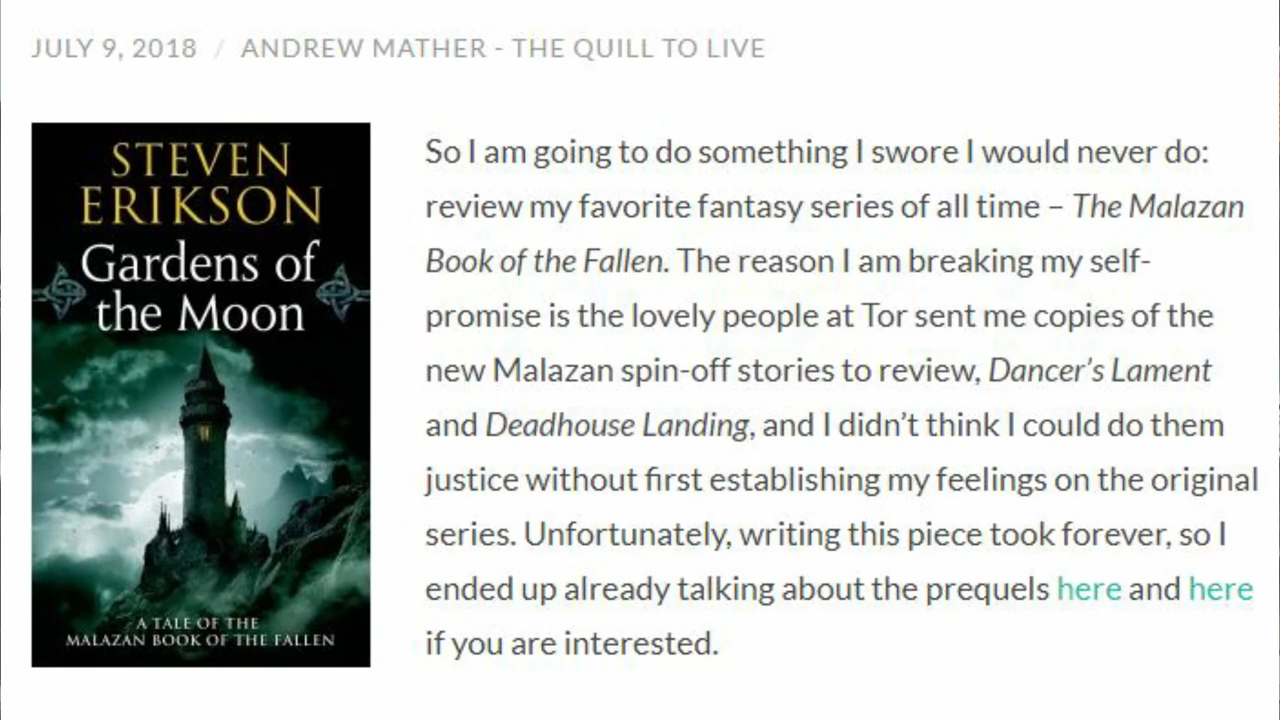 JULY 9, 2018 / ANDREW MATHER - THE QUILL TO LIVE
STEVEN
ERIKSON
Gardens of
the Moon
A TALE OF THE
MALAZAN BOOK OF THE FALLEN
So I am going to do something I swore I would never do:
review my favorite fantasy series of all time – The Malazan
Book of the Fallen. The reason I am breaking my self-
promise is the lovely people at Tor sent me copies of the
new Malazan spin-off stories to review, Dancer’s Lament
and Deadhouse Landing, and I didn’t think I could do them
justice without first establishing my feelings on the original
series. Unfortunately, writing this piece took forever, so I
ended up already talking about the prequels here and here
if you are interested.